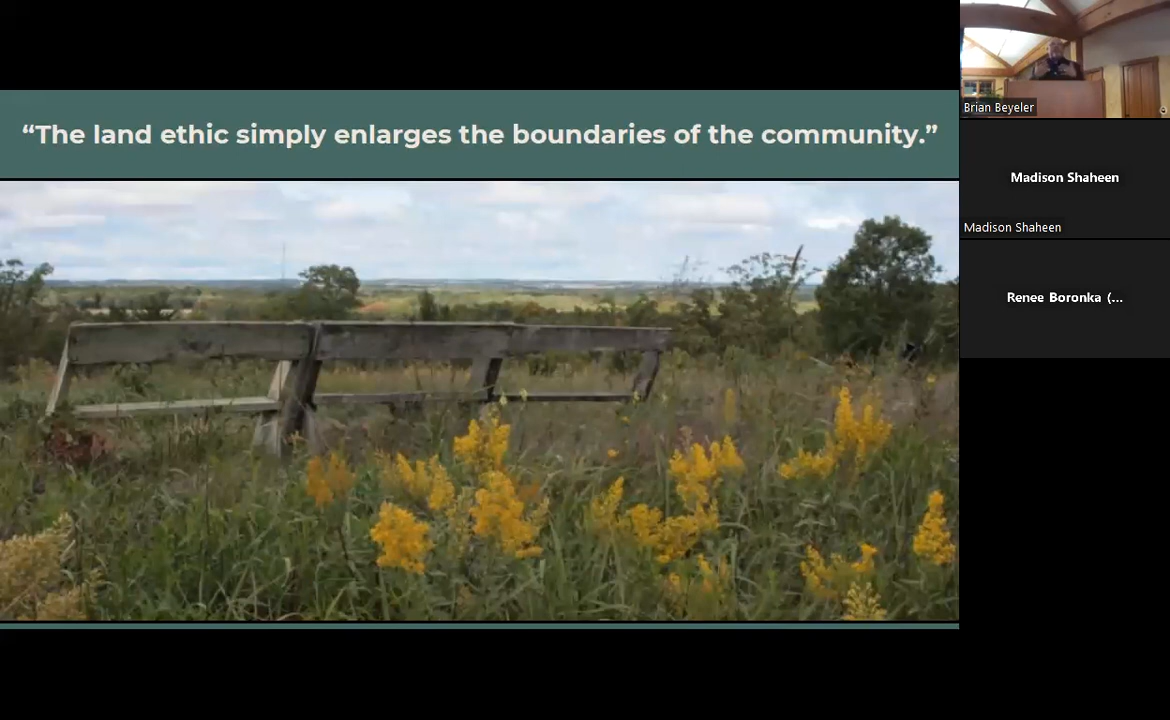 “The land ethic simply enlarges the boundaries of the community.”
Brian Beyeler
Madison Shaheen
Madison Shaheen
Renee Boronka (...